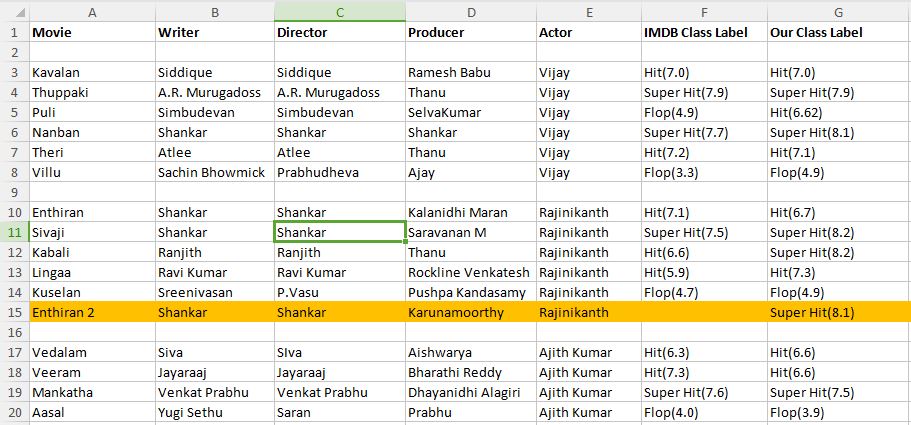 A B C D E F G
1 Movie Writer Director Producer Actor IMDB Class Label Our Class Label
2
3 Kavalan Siddique Siddique Ramesh Babu Vijay Hit(7.0) Hit(7.0)
4 Thuppaki A.R. Murugadoss A.R. Murugadoss Thanu Vijay Super Hit(7.9) Super Hit(7.9)
5 Puli Simbudevan Simbudevan SelvaKumar Vijay Flop(4.9) Hit(6.62)
6 Nanban Shankar Shankar Shankar Vijay Super Hit(7.7) Super Hit(8.1)
7 Theri Atlee Atlee Thanu Vijay Hit(7.2) Hit(7.1)
8 Villu Sachin Bhowmick Prabhudheva Ajay Vijay Flop(3.3) Flop(4.9)
9
10 Enthiran Shankar Shankar Kalanidhi Maran Rajinikanth Hit(7.1) Hit(6.7)
11 Sivaji Shankar Shankar Saravanan M Rajinikanth Super Hit(7.5) Super Hit(8.2)
12 Kabali Ranjith Ranjith Thanu Rajinikanth Hit(6.6) Super Hit(8.2)
13 Lingaa Ravi Kumar Ravi Kumar Rockline Venkatesh Rajinikanth Hit(5.9) Hit(7.3)
14 Kuselan Sreenivasan P.Vasu Pushpa Kandasamy Rajinikanth Flop(4.7) Flop(4.9)
15 Enthiran 2 Shankar Shankar Karunamoorthy Rajinikanth Super Hit(8.1)
16
17 Vedalam Siva SIva Aishwarya Ajith Kumar Hit(6.3) Hit(6.6)
18 Veeram Jayaraaj Jayaraaj Bharathi Reddy Ajith Kumar Hit(7.3) Hit(6.6)
19 Mankatha Venkat Prabhu Venkat Prabhu Dhayanidhi Alagiri Ajith Kumar Super Hit(7.6) Super Hit(7.5)
20 Aasal Yugi Sethu Saran Prabhu Ajith Kumar Flop(4.0) Flop(3.9)